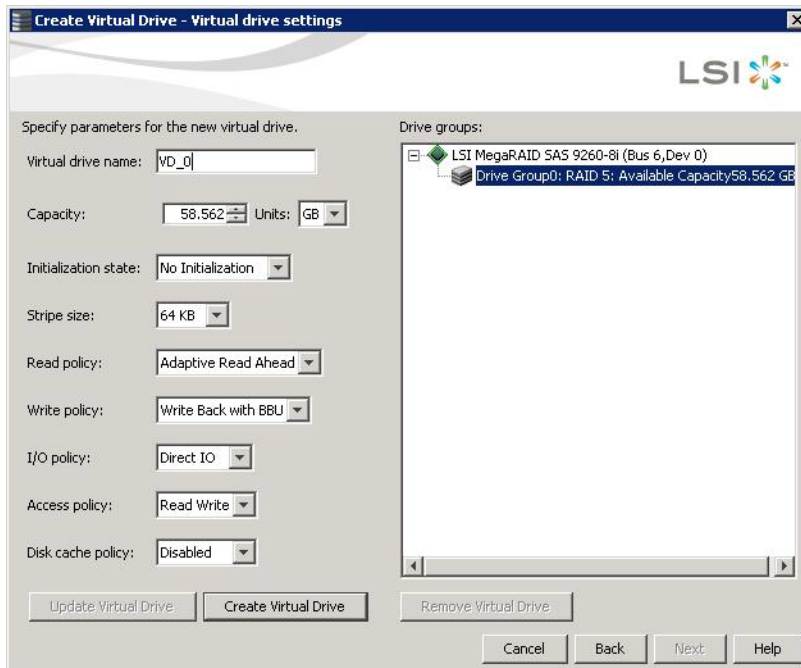 Create Virtual Drive - Virtual drive settings
LSI
Specify parameters for the new virtual drive.
Virtual drive name: VD_0
Capacity: 58.562 Units: GB
Initialization state: No Initialization
Stripe size: 64 KB
Read policy: Adaptive Read Ahead
Write policy: Write Back with BBU
I/O policy: Direct IO
Access policy: Read Write
Disk cache policy: Disabled
Update Virtual Drive Create Virtual Drive
Drive groups:
LSI MegaRAID SAS 9260-8i (Bus 6,Dev 0)
Drive Group0: RAID 5: Available Capacity58.562 GB
Remove Virtual Drive
Cancel Back Next Help